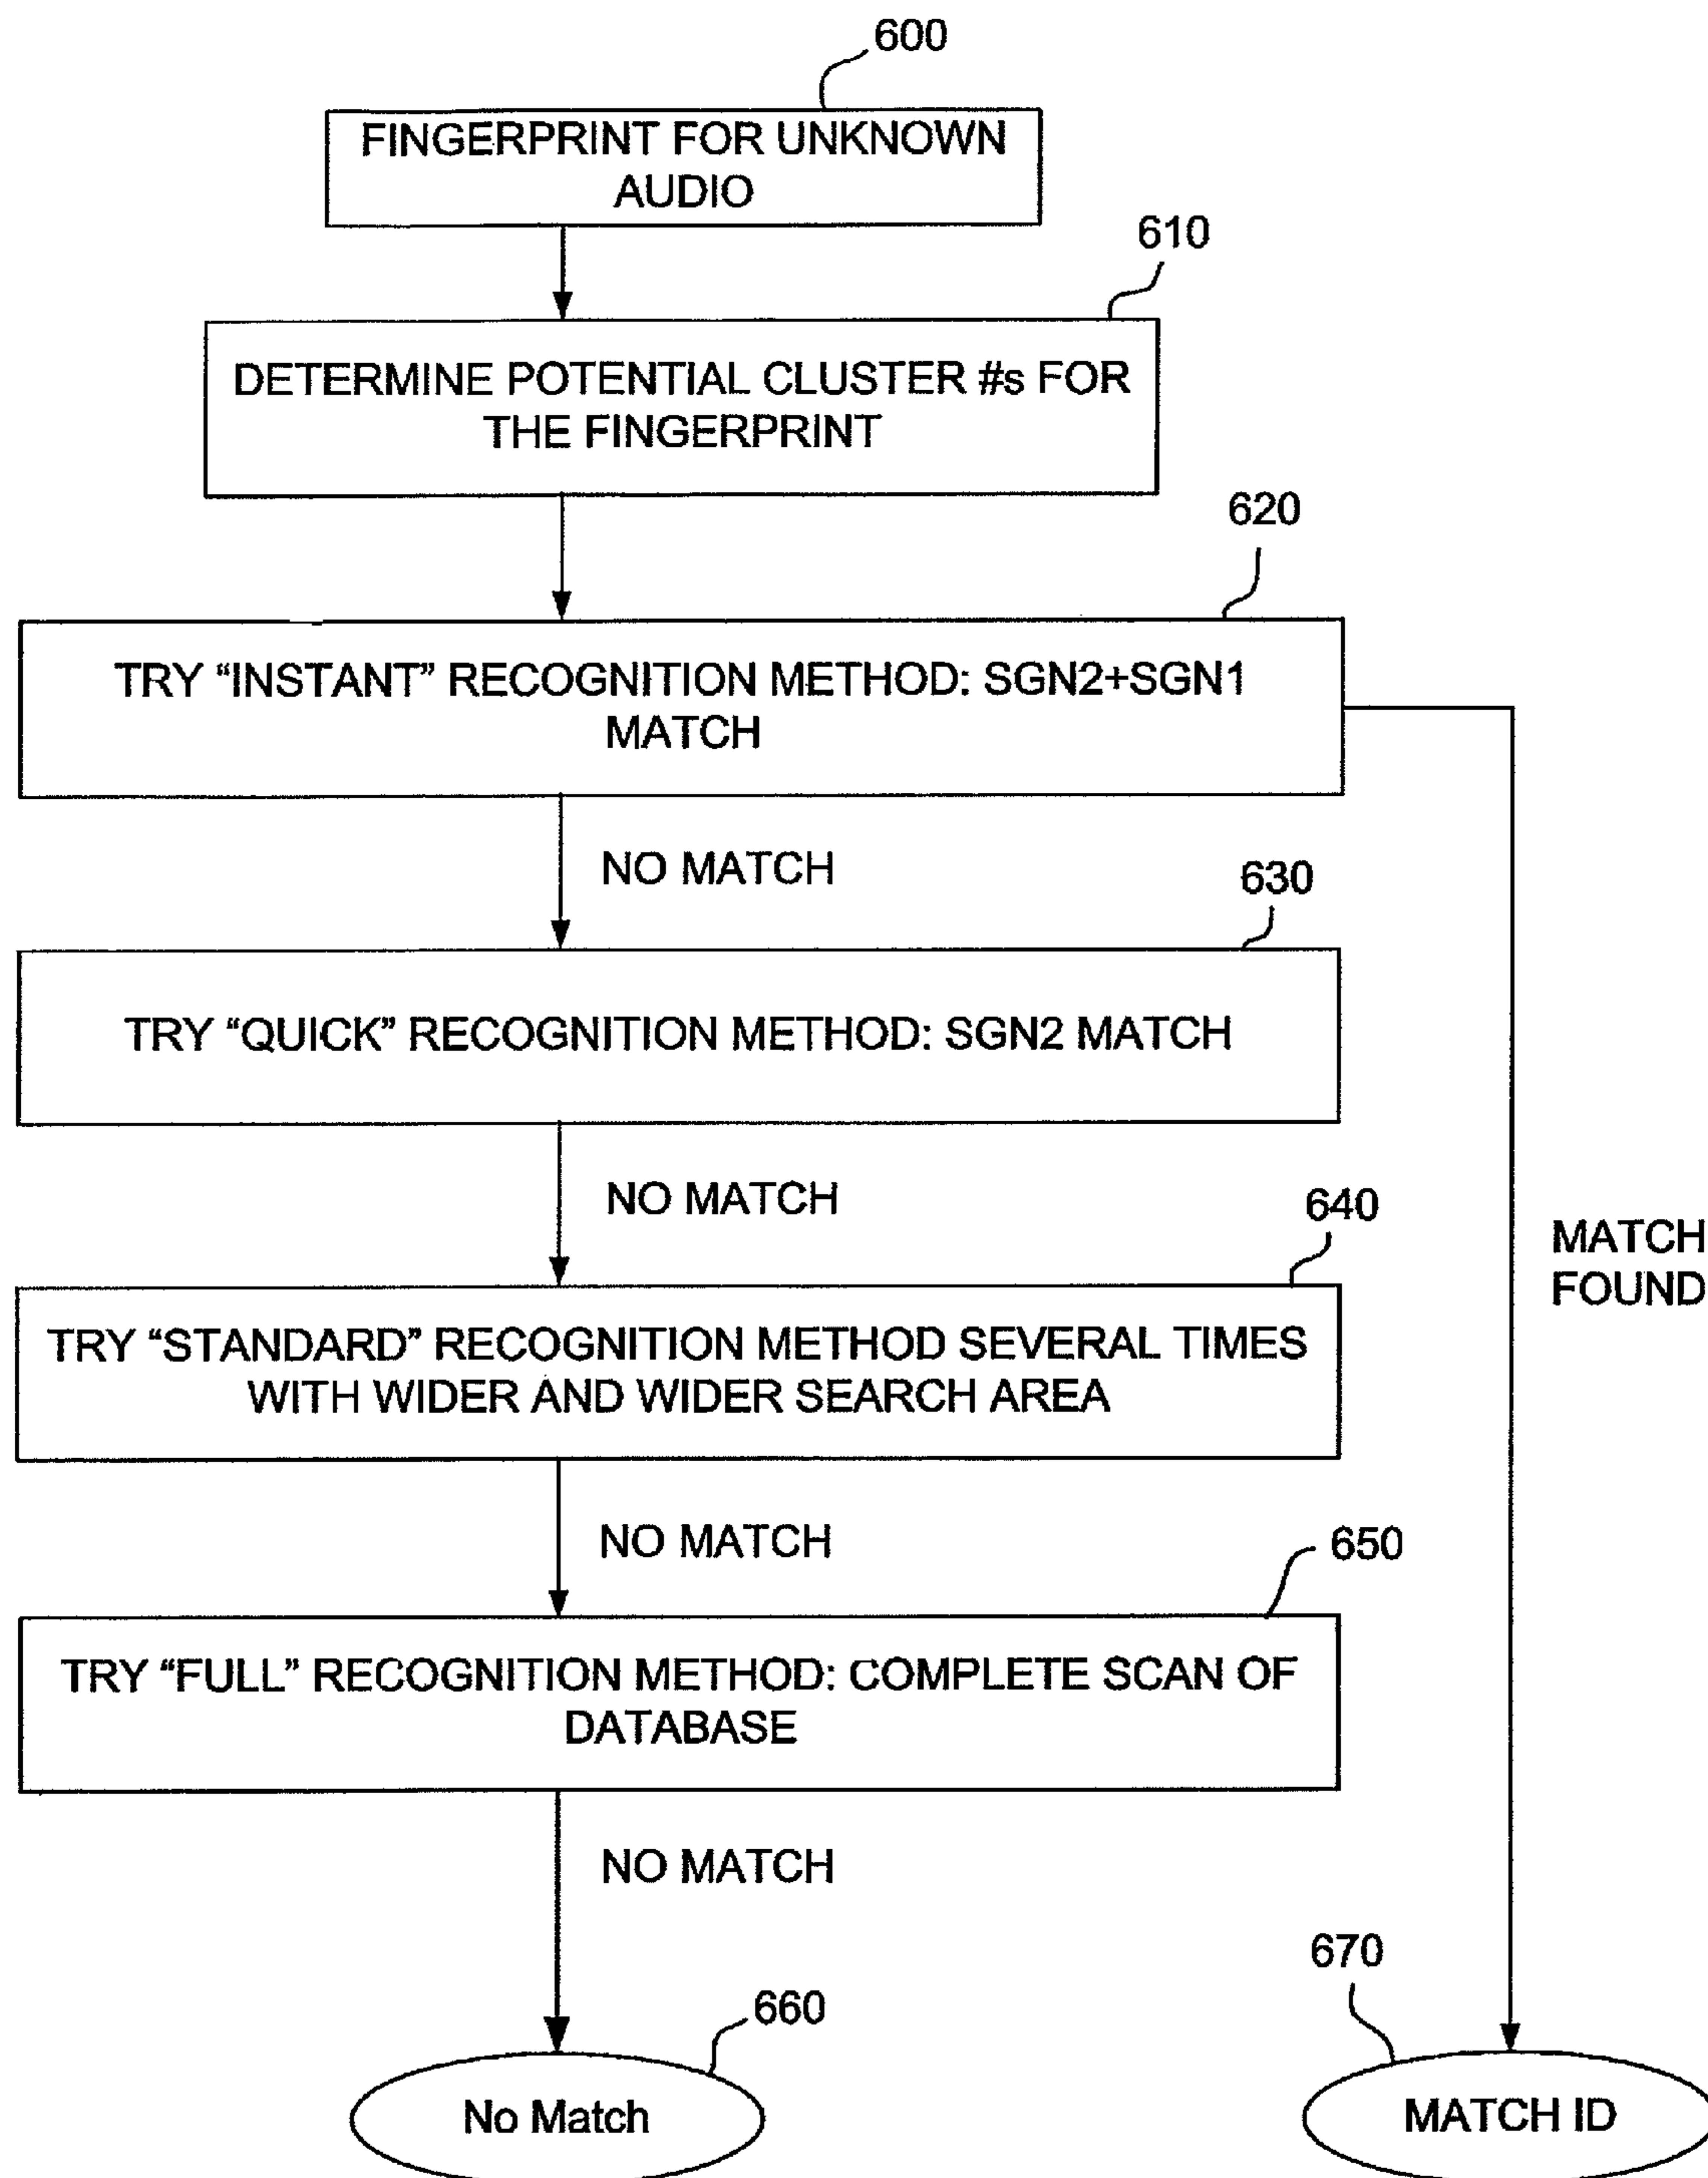 600
FINGERPRINT FOR UNKNOWN
AUDIO
610
DETERMINE POTENTIAL CLUSTER #s FOR
THE FINGERPRINT
620
TRY “INSTANT” RECOGNITION METHOD: SGN2+SGN1
MATCH
NO MATCH
630
TRY “QUICK” RECOGNITION METHOD: SGN2 MATCH
NO MATCH
640
MATCH
FOUND
TRY “STANDARD” RECOGNITION METHOD SEVERAL TIMES
WITH WIDER AND WIDER SEARCH AREA
NO MATCH
650
TRY “FULL” RECOGNITION METHOD: COMPLETE SCAN OF
DATABASE
NO MATCH
660
No Match
670
MATCH ID